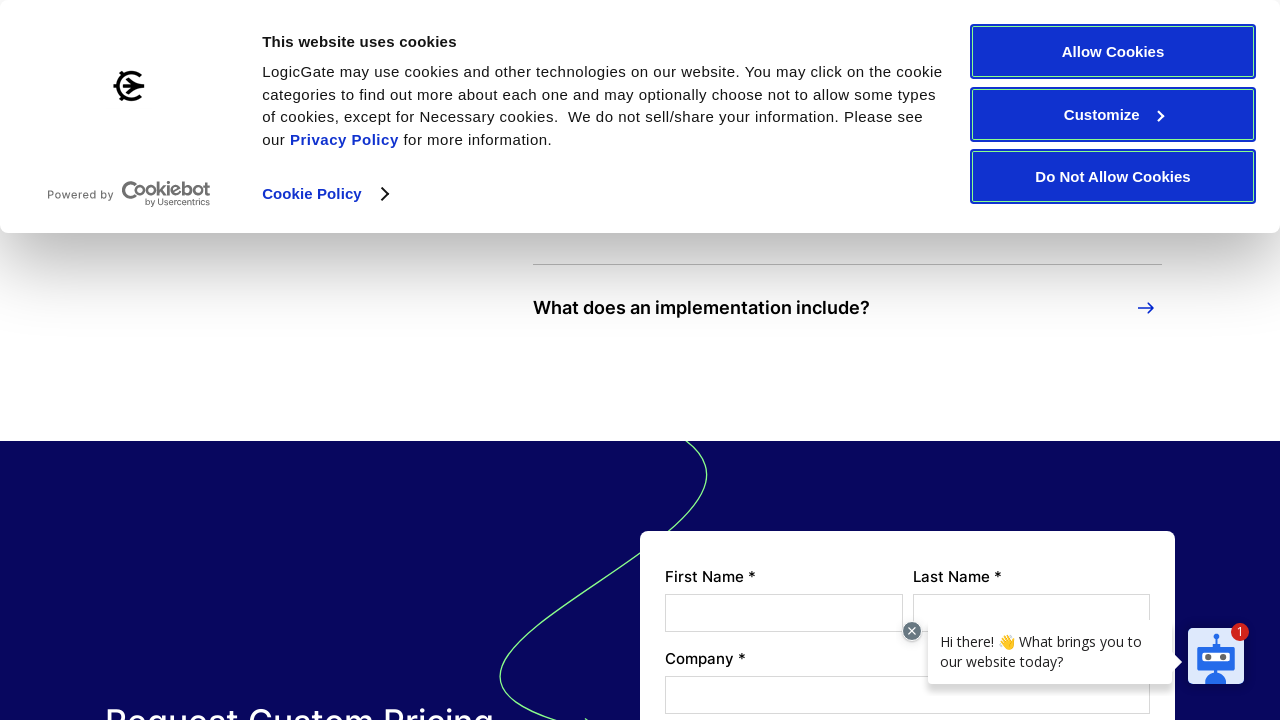 This website uses cookies
LogicGate may use cookies and other technologies on our website. You may click on the cookie
categories to find out more about each one and may optionally choose not to allow some types
of cookies, except for Necessary cookies.  We do not sell/share your information. Please see
our Privacy Policy for more information.
Cookie Policy
Powered by Cookiebot
by Usercentrics
Allow Cookies
Customize
Do Not Allow Cookies
What does an implementation include?
Request Custom Pricing
First Name *
Last Name *
Company *
Hi there! 👋 What brings you to
our website today?
1